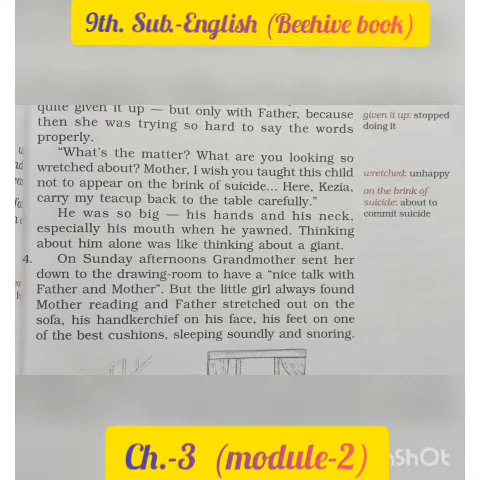 9th. Sub.-English (Beehive book)
quite given it up — but only with Father, because
then she was trying so hard to say the words
properly.
"What's the matter? What are you looking so
wretched about? Mother, I wish you taught this child
not to appear on the brink of suicide... Here, Kezia,
carry my teacup back to the table carefully."
He was so big — his hands and his neck,
especially his mouth when he yawned. Thinking
about him alone was like thinking about a giant.
4. On Sunday afternoons Grandmother sent her
down to the drawing-room to have a "nice talk with
Father and Mother". But the little girl always found
Mother reading and Father stretched out on the
sofa, his handkerchief on his face, his feet on one
of the best cushions, sleeping soundly and snoring.
given it up: stopped
doing it
wretched: unhappy
on the brink of
suicide: about to
commit suicide
Ch.-3 (module-2)